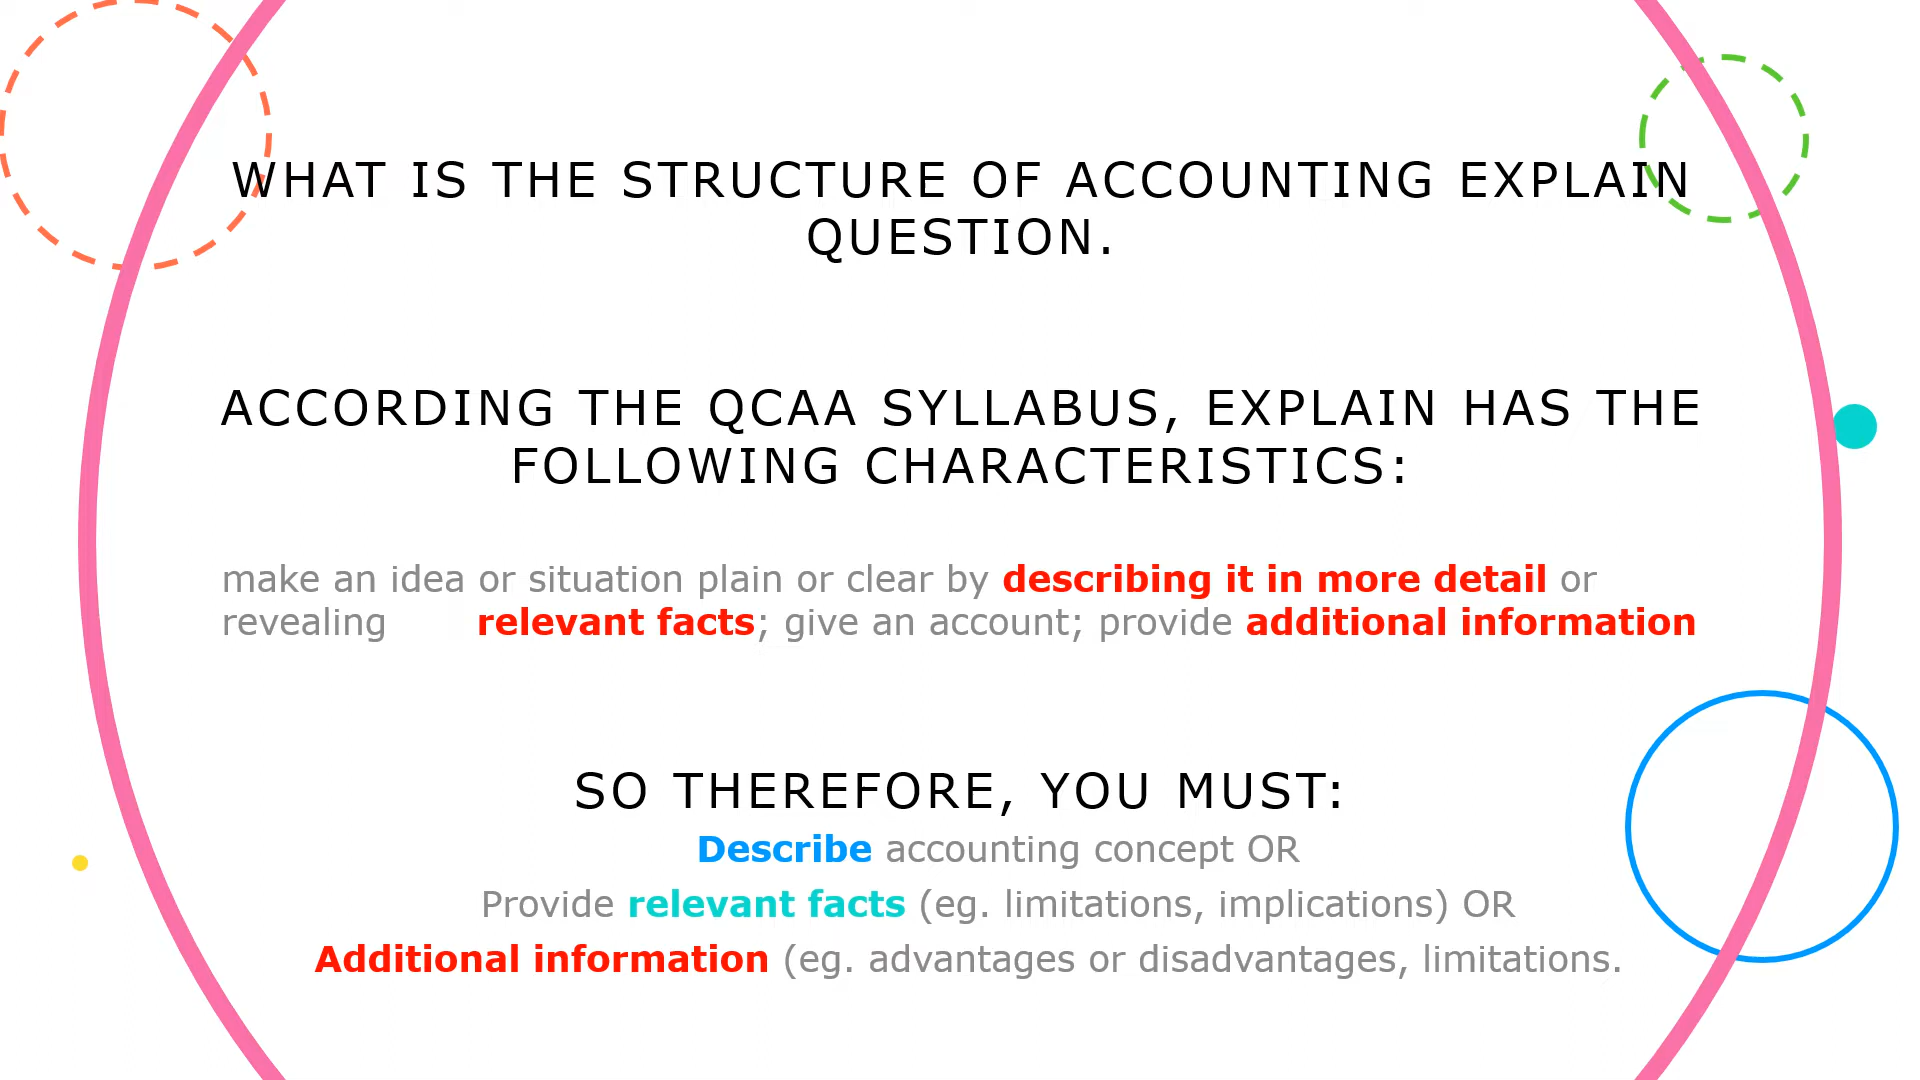 WHAT IS THE STRUCTURE OF ACCOUNTING EXPLAIN
QUESTION.
ACCORDING THE QCAA SYLLABUS, EXPLAIN HAS THE
FOLLOWING CHARACTERISTICS:
make an idea or situation plain or clear by describing it in more detail or
revealing relevant facts; give an account; provide additional information
SO THEREFORE, YOU MUST:
Describe accounting concept OR
Provide relevant facts (eg. limitations, implications) OR
Additional information (eg. advantages or disadvantages, limitations.